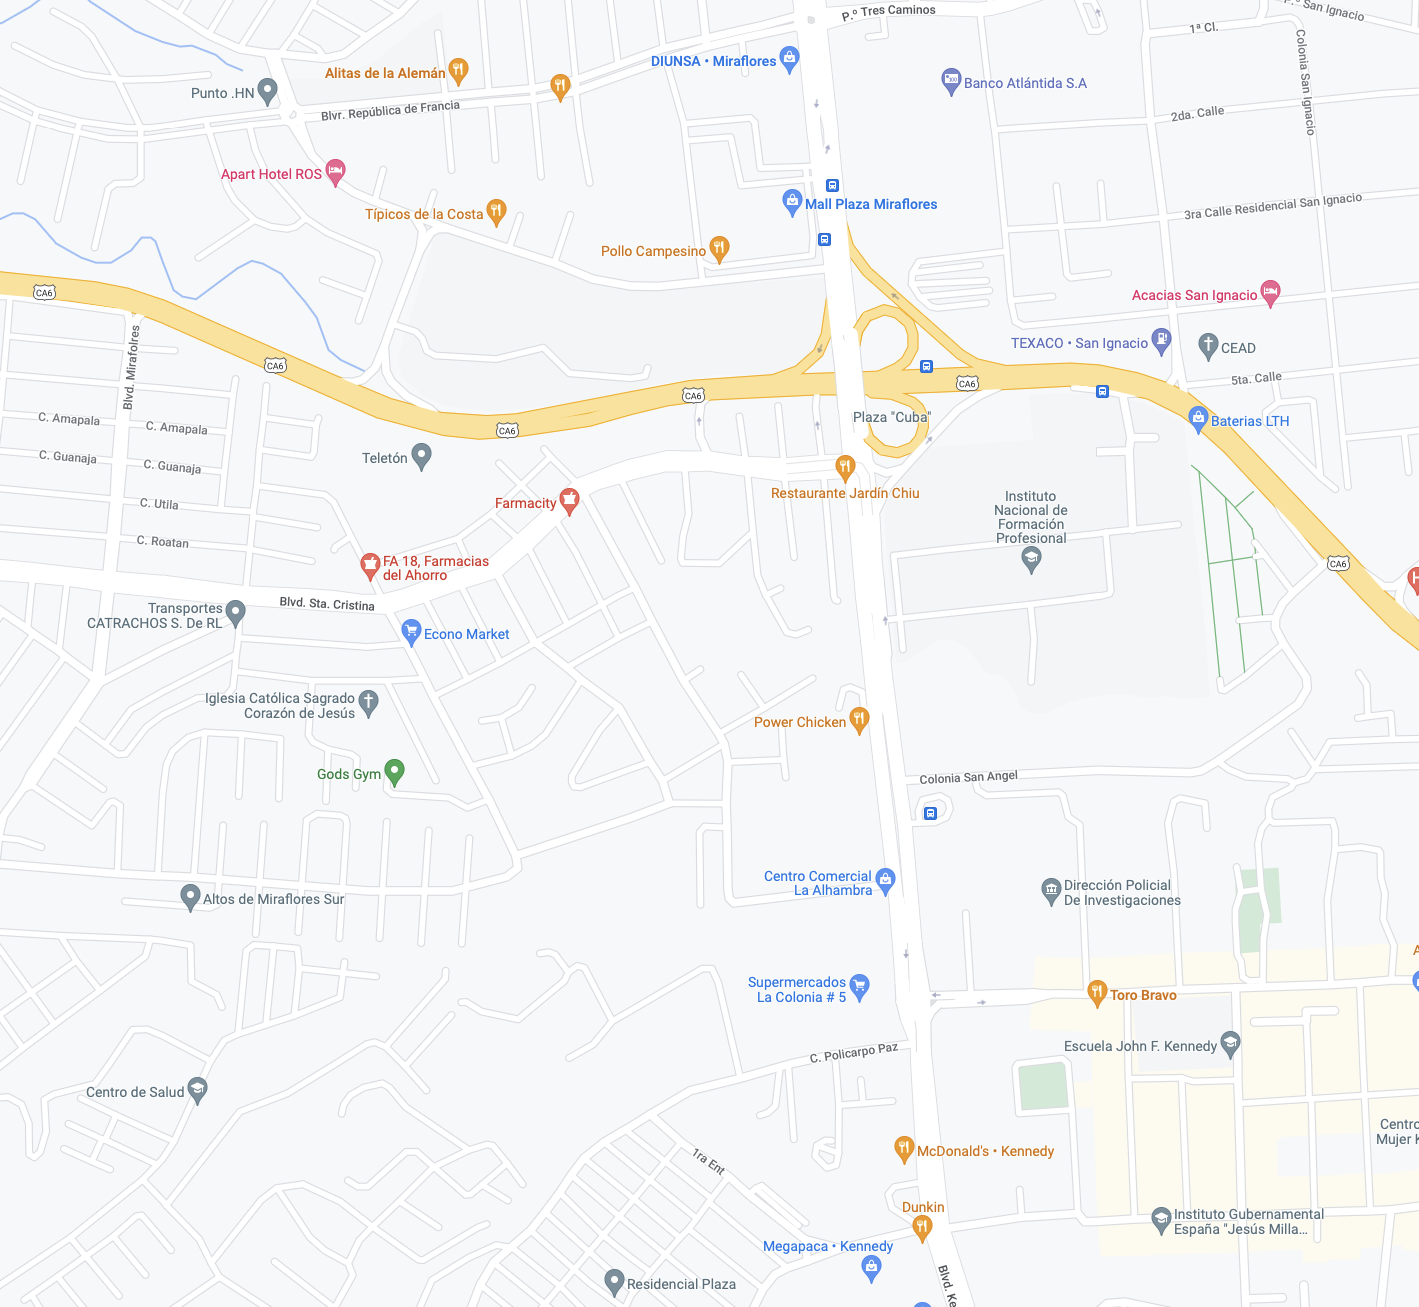 P.º Tres Caminos
P.º San Ignacio
1ª Cl.
Colonia San Ignacio
DIUNSA • Miraflores
Alitas de la Alemán
Banco Atlántida S.A
Punto .HN
Blvr. República de Francia
2da. Calle
Apart Hotel ROS
Mall Plaza Miraflores
3ra Calle Residencial San Ignacio
Típicos de la Costa
Pollo Campesino
CA6
Acacias San Ignacio
TEXACO • San Ignacio
CEAD
Blvd. Mirafolres
CA6
CA6
CA6
5ta. Calle
C. Amapala
C. Amapala
CA6
Plaza "Cuba"
Baterias LTH
C. Guanaja
C. Guanaja
Teletón
Restaurante Jardín Chiu
C. Utila
Farmacity
Instituto
Nacional de
Formación
Profesional
C. Roatan
FA 18, Farmacias
del Ahorro
CA6
H
Blvd. Sta. Cristina
Transportes
CATRACHOS S. De RL
Econo Market
Iglesia Católica Sagrado
Corazón de Jesús
Power Chicken
Gods Gym
Colonia San Angel
Centro Comercial
La Alhambra
Dirección Policial
De Investigaciones
Altos de Miraflores Sur
A
Supermercados
La Colonia # 5
Toro Bravo
C. Policarpo Paz
Escuela John F. Kennedy
Centro de Salud
Centro
Mujer K
1ra Ent
McDonald's • Kennedy
Dunkin
Instituto Gubernamental
España "Jesús Milla...
Megapaca • Kennedy
Residencial Plaza
Blvd. Ke